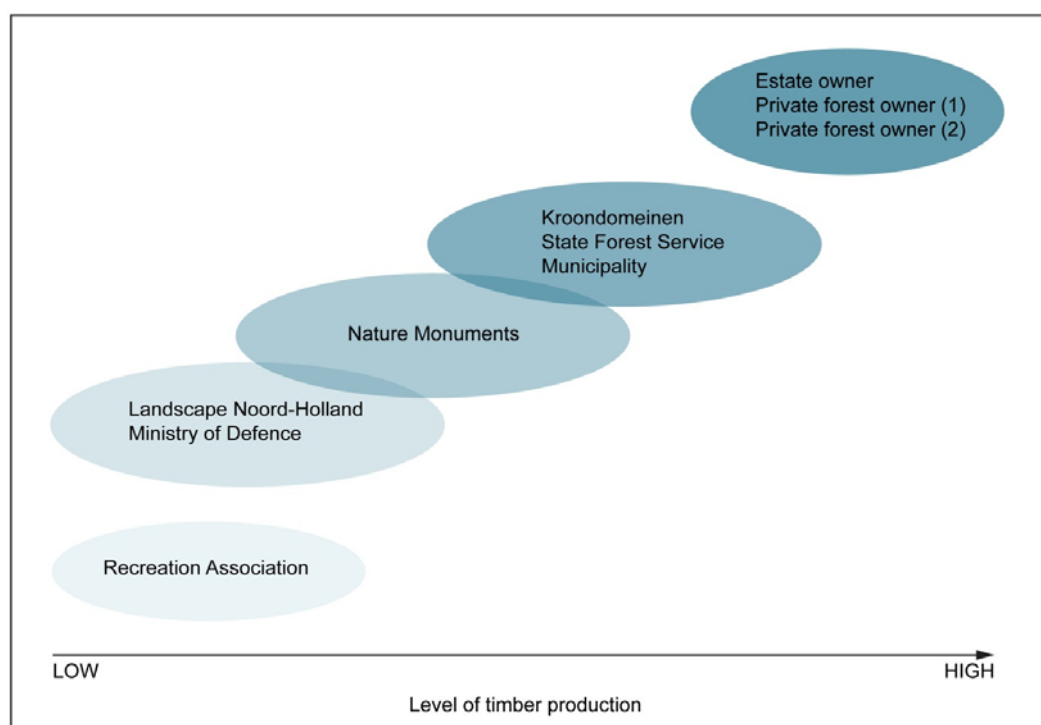 Estate owner
Private forest owner (1)
Private forest owner (2)
Kroondomeinen
State Forest Service
Municipality
Nature Monuments
Landscape Noord-Holland
Ministry of Defence
Recreation Association
LOW
HIGH
Level of timber production